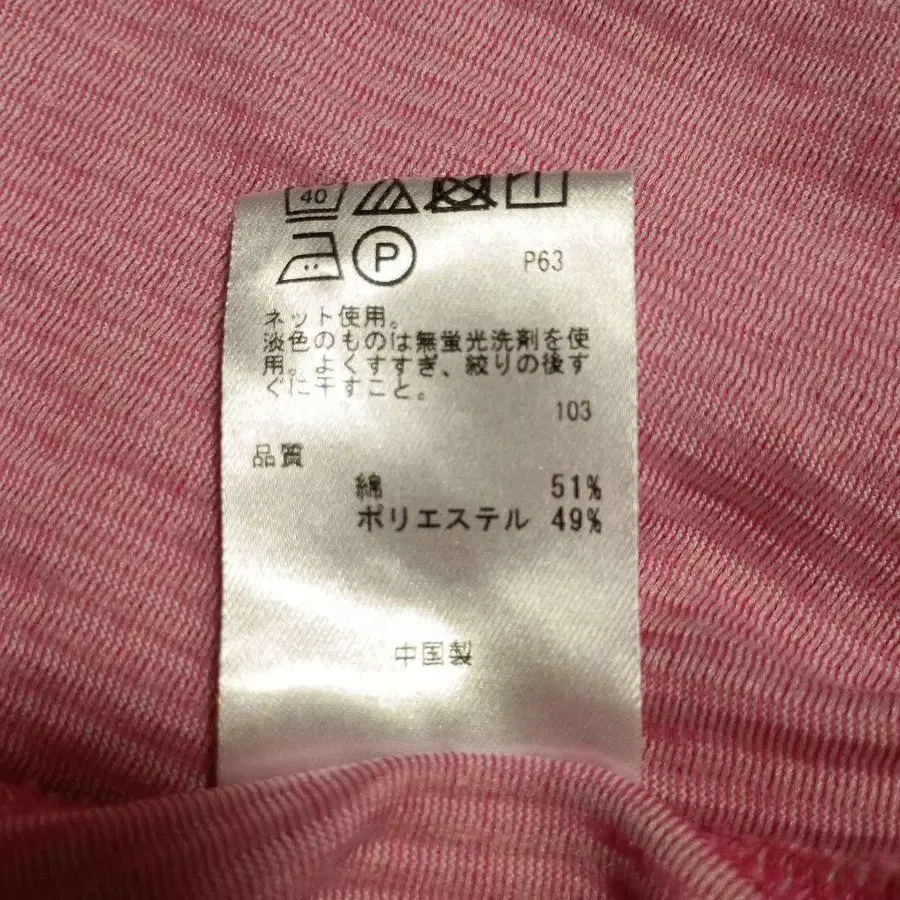 40
P
P63
ネット使用。
淡色のものは無蛍光洗剤を使
用。よくすすぎ、絞りの後す
ぐに干すこと。
103
品質
綿 51%
ポリエステル 49%
中国製